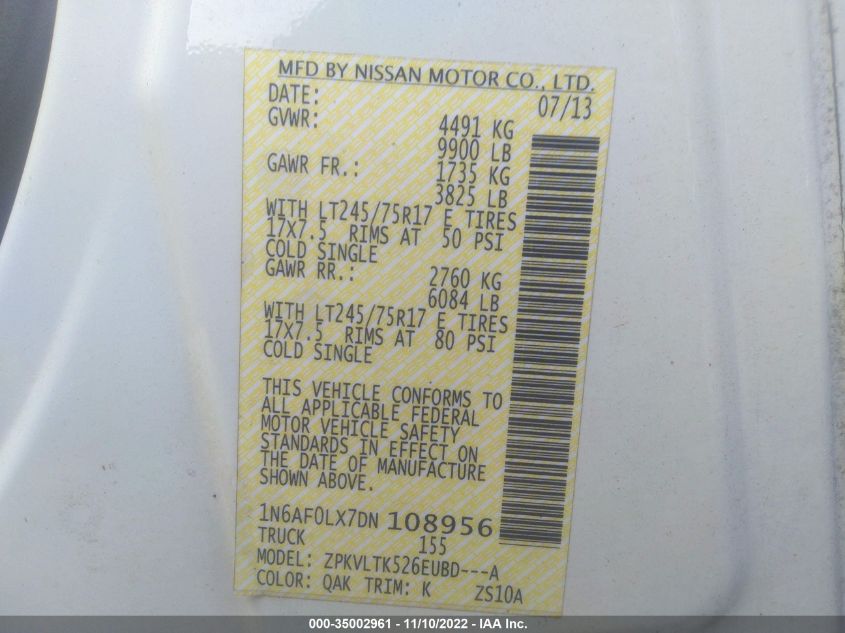 MFD BY NISSAN MOTOR CO., LTD.
DATE: 07/13
GVWR: 4491 KG
9900 LB
GAWR FR.: 1735 KG
3825 LB
WITH LT245/75R17 E TIRES
17X7.5 RIMS AT 50 PSI
COLD SINGLE
GAWR RR.: 2760 KG
6084 LB
WITH LT245/75R17 E TIRES
17X7.5 RIMS AT 80 PSI
COLD SINGLE
THIS VEHICLE CONFORMS TO
ALL APPLICABLE FEDERAL
MOTOR VEHICLE SAFETY
STANDARDS IN EFFECT ON
THE DATE OF MANUFACTURE
SHOWN ABOVE.
1N6AF0LX7DN 108956
TRUCK 155
MODEL: ZPKVLTK526EUBD---A
COLOR: QAK TRIM: K ZS10A
000-35002961 - 11/10/2022 - IAA Inc.